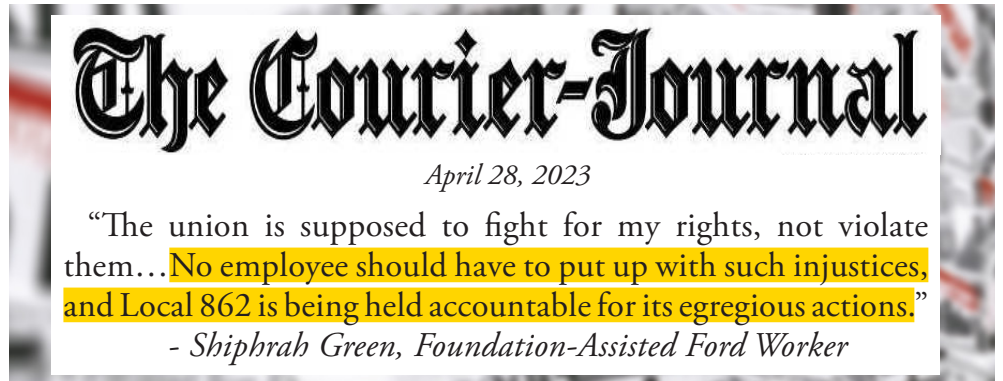 The Courier-Journal
April 28, 2023
“The union is supposed to fight for my rights, not violate
them…No employee should have to put up with such injustices,
and Local 862 is being held accountable for its egregious actions.”
- Shiphrah Green, Foundation-Assisted Ford Worker